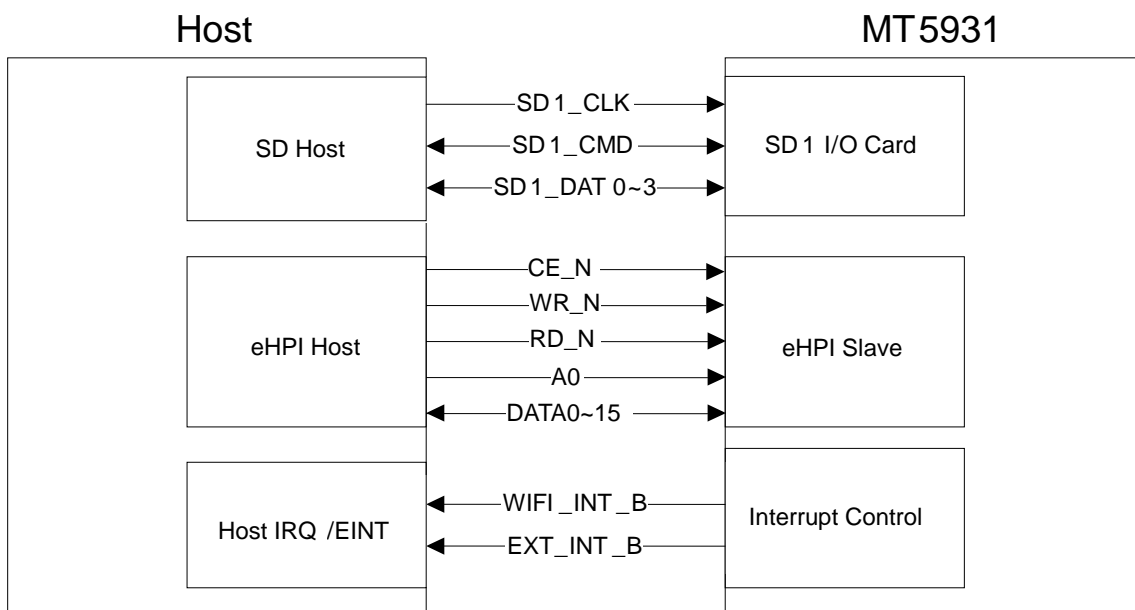 Host
MT5931
SD Host
SD1_CLK
SD1_CMD
SD1_DAT 0~3
SD1 I/O Card
eHPI Host
CE_N
WR_N
RD_N
A0
DATA0~15
eHPI Slave
Host IRQ /EINT
WIFI_INT_B
EXT_INT_B
Interrupt Control